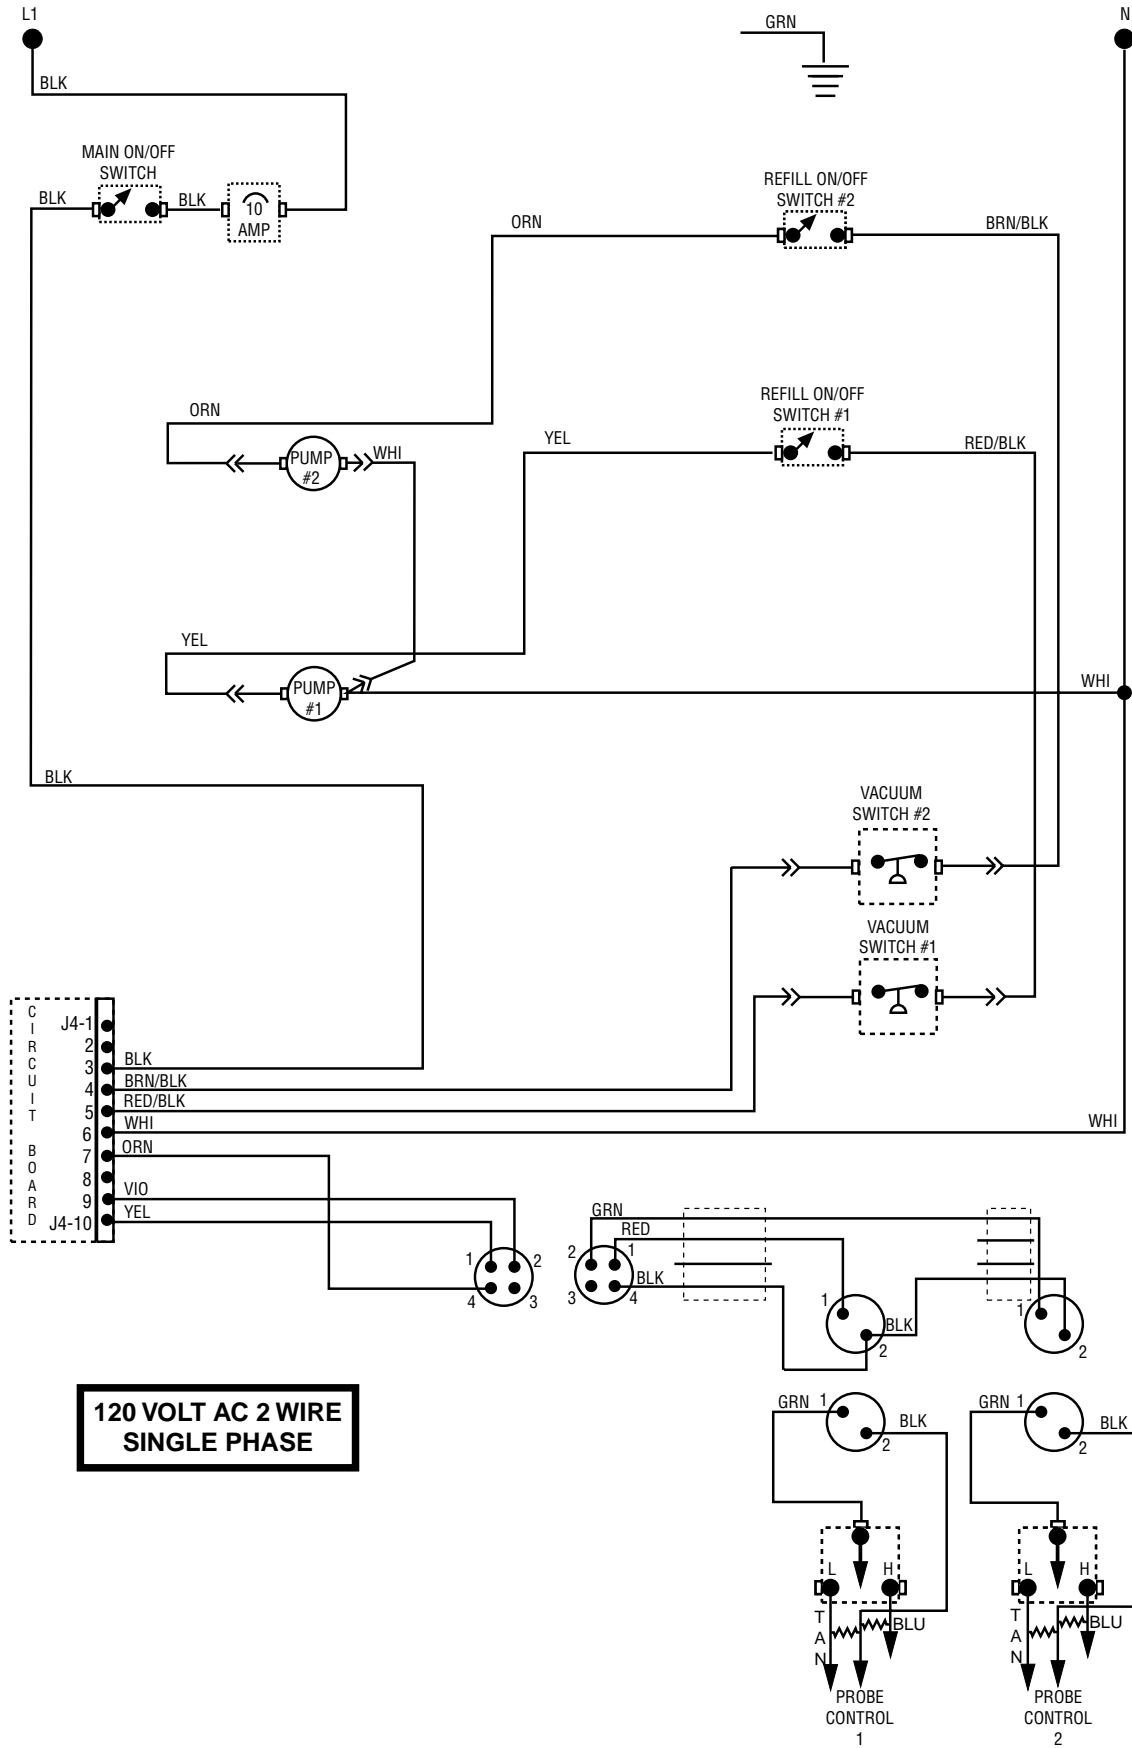 L1
GRN
N
BLK
MAIN ON/OFF
SWITCH
BLK
BLK
10
AMP
REFILL ON/OFF
SWITCH #2
ORN
BRN/BLK
REFILL ON/OFF
SWITCH #1
ORN
YEL
RED/BLK
PUMP
#2
WHI
YEL
PUMP
#1
WHI
BLK
VACUUM
SWITCH #2
VACUUM
SWITCH #1
CIRCUIT BOARD
J4-1
2
3
BLK
4
BRN/BLK
5
RED/BLK
6
WHI
WHI
7
ORN
8
9
VIO
J4-10
YEL
1
2
4
3
GRN
RED
2
1
BLK
3
4
1
BLK
2
1
2
120 VOLT AC 2 WIRE
SINGLE PHASE
GRN
1
BLK
2
GRN
1
BLK
2
L
H
TAN
BLU
PROBE
CONTROL
1
L
H
TAN
BLU
PROBE
CONTROL
2